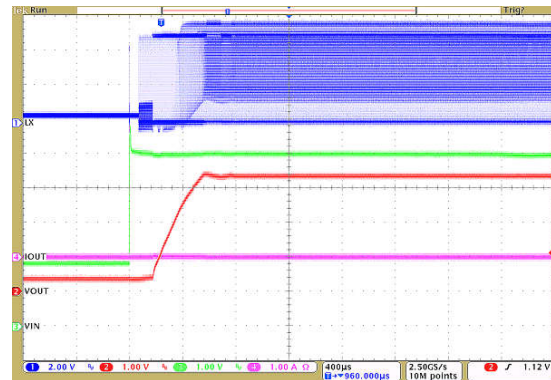 Run
Trig?
T
T
1 LX
4 IOUT
2 VOUT
3 VIN
1 2.00 V 2 1.00 V 3 1.00 V 4 1.00 A Ω
400µs
T→▼960.000µs
2.50GS/s
10M points
2 ∫ 1.12 V